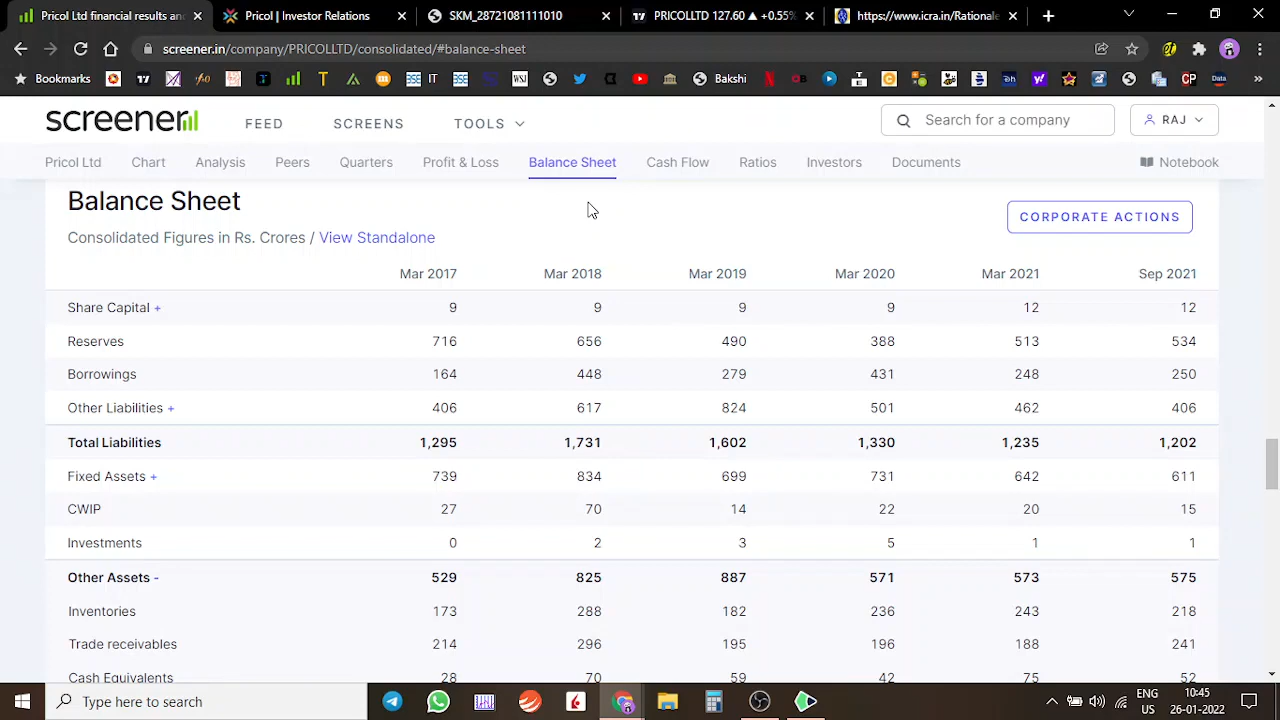 Pricol Ltd financial results and
Pricol | Investor Relations
SKM_28721081111010
PRICOLLTD 127.60 ▲ +0.55%
https://www.icra.in/Rationale
screener.in/company/PRICOLLTD/consolidated/#balance-sheet
Bookmarks
IT
WSJ
Bakshi
screener
FEED
SCREENS
TOOLS
Search for a company
RAJ
Pricol Ltd
Chart
Analysis
Peers
Quarters
Profit & Loss
Balance Sheet
Cash Flow
Ratios
Investors
Documents
Notebook
Balance Sheet
Consolidated Figures in Rs. Crores / View Standalone
CORPORATE ACTIONS
Mar 2017 Mar 2018 Mar 2019 Mar 2020 Mar 2021 Sep 2021
Share Capital + 9 9 9 9 12 12
Reserves 716 656 490 388 513 534
Borrowings 164 448 279 431 248 250
Other Liabilities + 406 617 824 501 462 406
Total Liabilities 1,295 1,731 1,602 1,330 1,235 1,202
Fixed Assets + 739 834 699 731 642 611
CWIP 27 70 14 22 20 15
Investments 0 2 3 5 1 1
Other Assets - 529 825 887 571 573 575
Inventories 173 288 182 236 243 218
Trade receivables 214 296 195 196 188 241
Cash Equivalents 28 70 59 42 75 52
Type here to search
ENG
US
10:45
26-01-2022